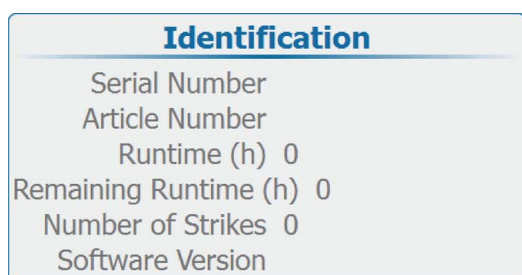 Identification
Serial Number
Article Number
Runtime (h) 0
Remaining Runtime (h) 0
Number of Strikes 0
Software Version